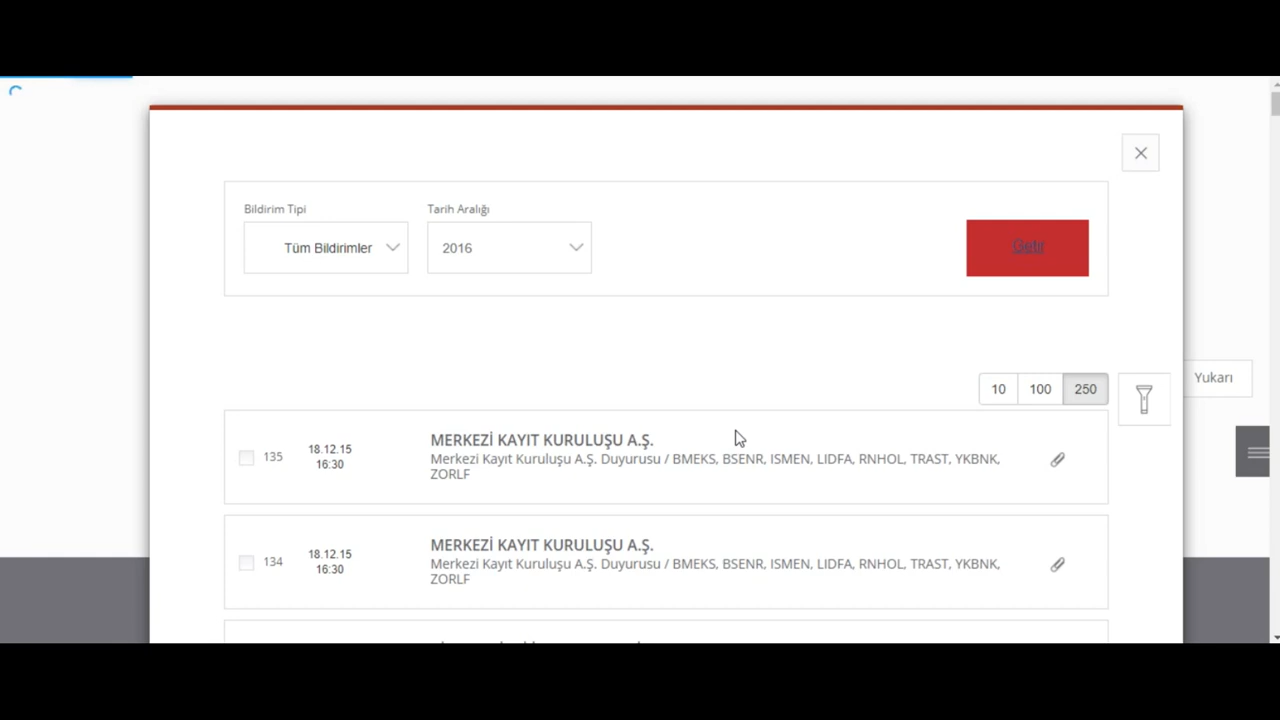 Bildirim Tipi
Tarih Aralığı
Tüm Bildirimler
2016
Getir
10
100
250
Yukarı
135
18.12.15
16:30
MERKEZİ KAYIT KURULUŞU A.Ş.
Merkezi Kayıt Kuruluşu A.Ş. Duyurusu / BMEKS, BSENR, ISMEN, LIDFA, RNHOL, TRAST, YKBNK,
ZORLF
134
18.12.15
16:30
MERKEZİ KAYIT KURULUŞU A.Ş.
Merkezi Kayıt Kuruluşu A.Ş. Duyurusu / BMEKS, BSENR, ISMEN, LIDFA, RNHOL, TRAST, YKBNK,
ZORLF